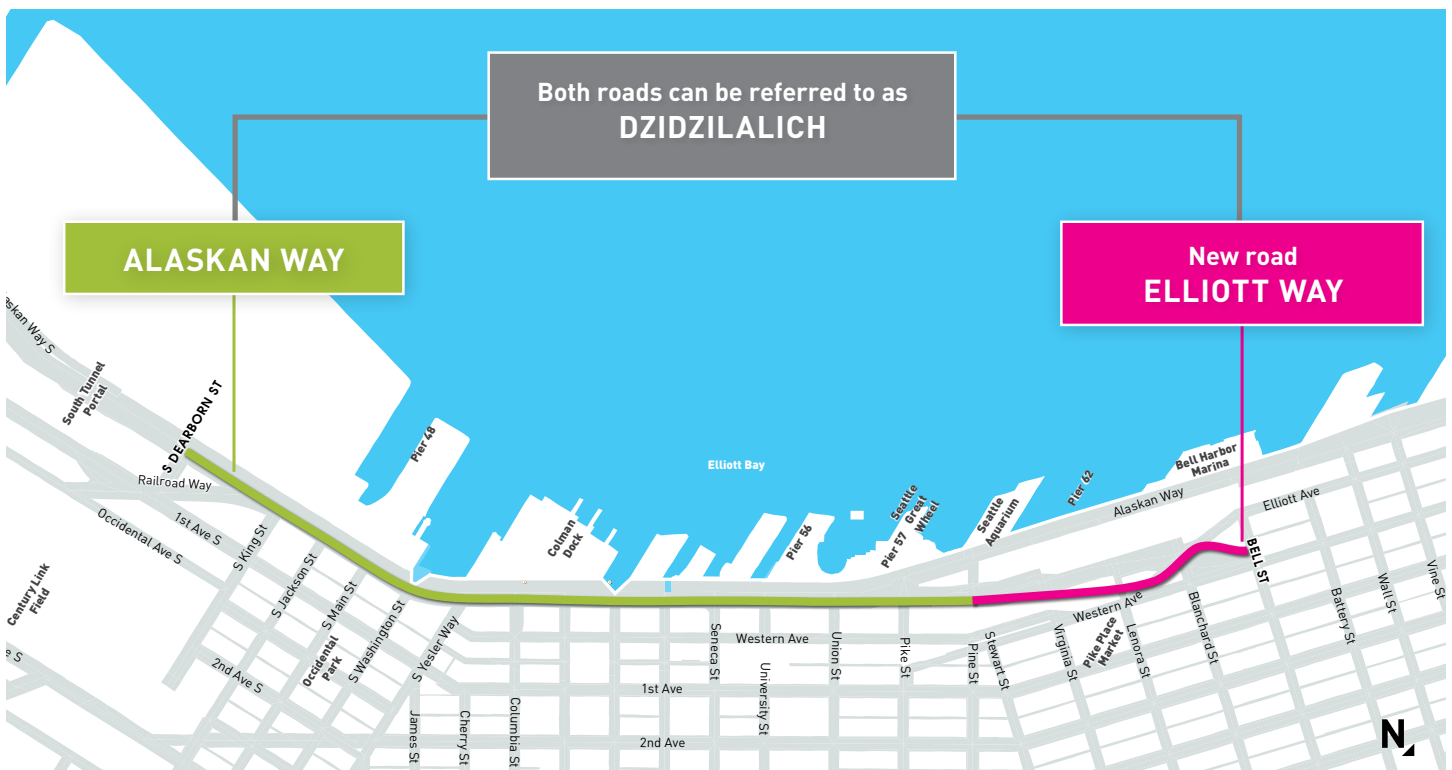 Both roads can be referred to as
DZIDZILALICH
ALASKAN WAY
New road
ELLIOTT WAY
askan Way S
South Tunnel
Portal
S DEARBORN ST
Railroad Way
Occidental Ave S
1st Ave S
Century Link
Field
e S
S King St
S Jackson St
S Main St
Occidental
Park
S Washington St
S Yesler Way
2nd Ave S
Pier 48
Colman
Dock
Elliott Bay
Pier 56
Pier 57
Seattle
Great
Wheel
Seattle
Aquarium
Pier 62
Bell Harbor
Marina
Alaskan Way
Elliott Ave
BELL ST
Western Ave
Western Ave
Pike Place
Market
James St
Cherry St
Columbia St
Seneca St
University St
Union St
Pike St
Pine St
Stewart St
Virginia St
Lenora St
Blanchard St
Battery St
Wall St
Vine St
1st Ave
2nd Ave
N